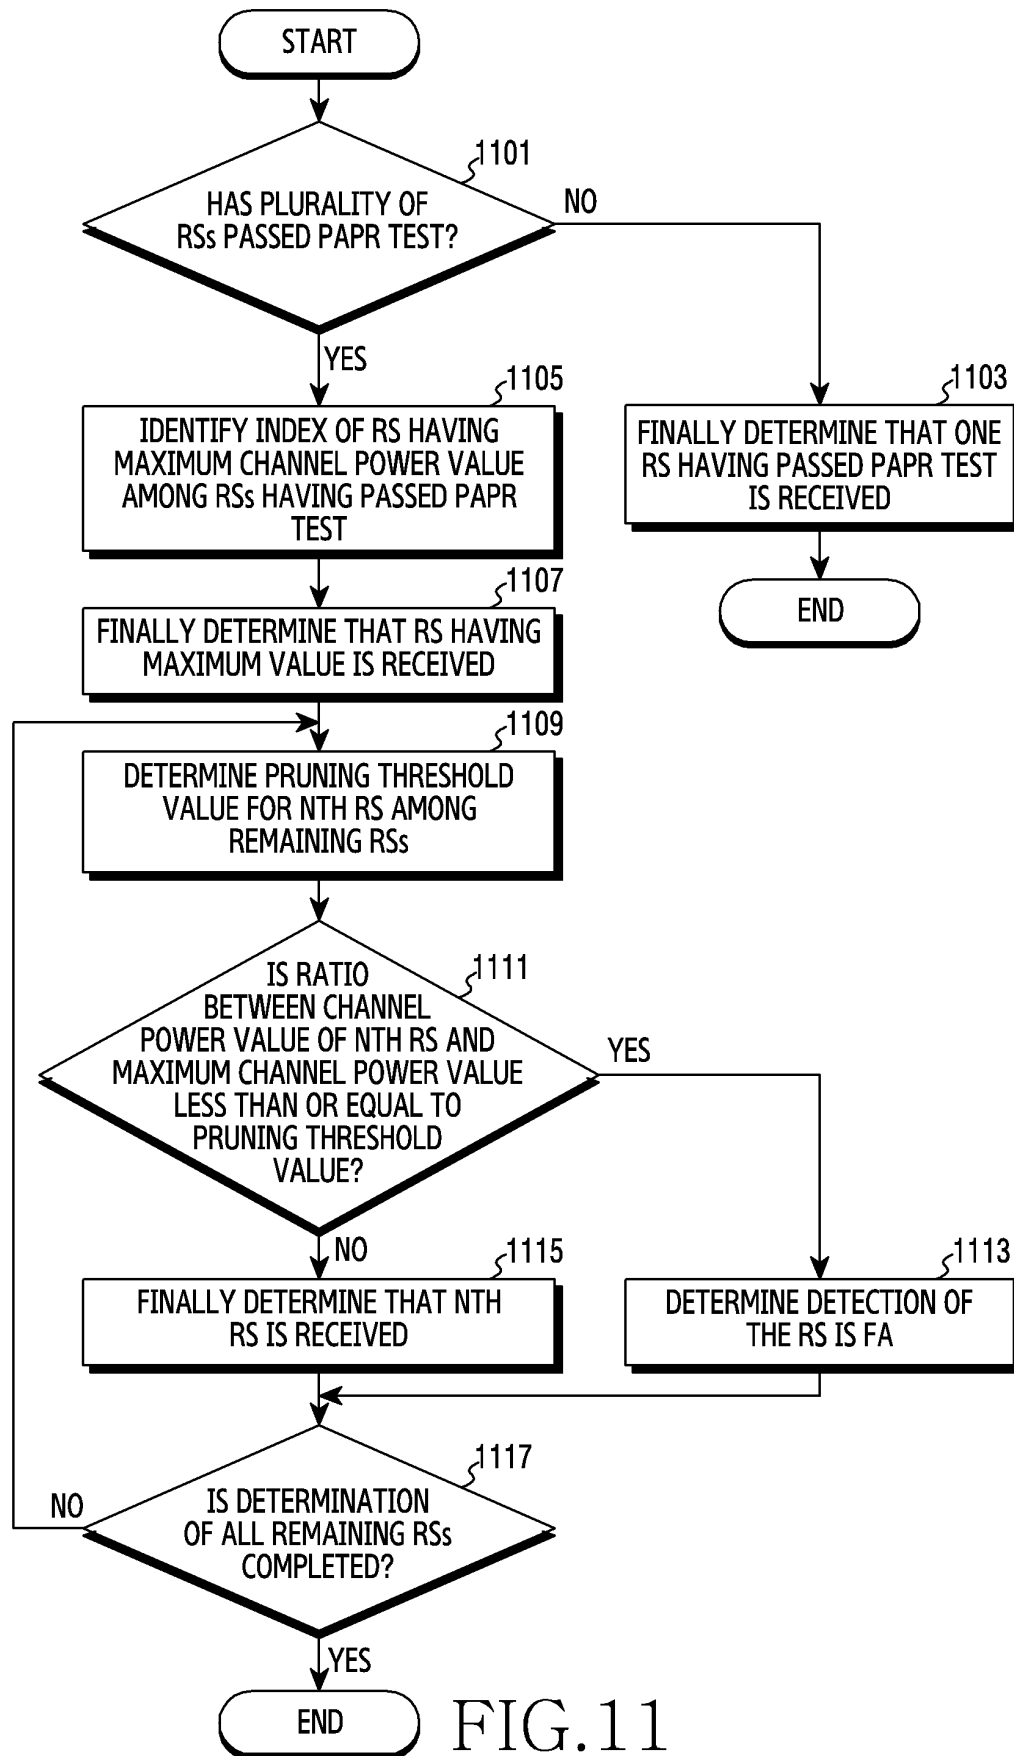 START
1101
HAS PLURALITY OF
RSs PASSED PAPR TEST?
NO
YES
1105
IDENTIFY INDEX OF RS HAVING
MAXIMUM CHANNEL POWER VALUE
AMONG RSs HAVING PASSED PAPR
TEST
1103
FINALLY DETERMINE THAT ONE
RS HAVING PASSED PAPR TEST
IS RECEIVED
END
1107
FINALLY DETERMINE THAT RS HAVING
MAXIMUM VALUE IS RECEIVED
1109
DETERMINE PRUNING THRESHOLD
VALUE FOR NTH RS AMONG
REMAINING RSs
1111
IS RATIO
BETWEEN CHANNEL
POWER VALUE OF NTH RS AND
MAXIMUM CHANNEL POWER VALUE
LESS THAN OR EQUAL TO
PRUNING THRESHOLD
VALUE?
YES
NO
1115
FINALLY DETERMINE THAT NTH
RS IS RECEIVED
1113
DETERMINE DETECTION OF
THE RS IS FA
1117
IS DETERMINATION
OF ALL REMAINING RSs
COMPLETED?
NO
YES
END
FIG.11